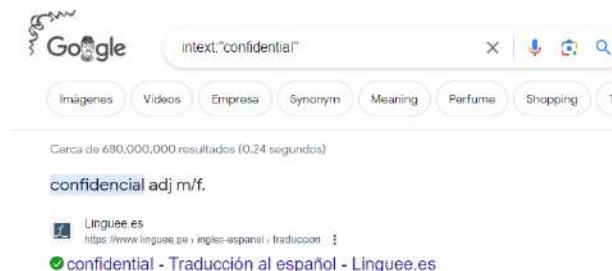 Google
intext:"confidential"
Imágenes Videos Empresa Synonym Meaning Perfume Shopping
Cerca de 680,000,000 resultados (0.24 segundos)
confidencial adj m/f.
Linguee.es
https://www.linguee.pe › ingles-espanol › traduccion
confidential - Traducción al español - Linguee.es